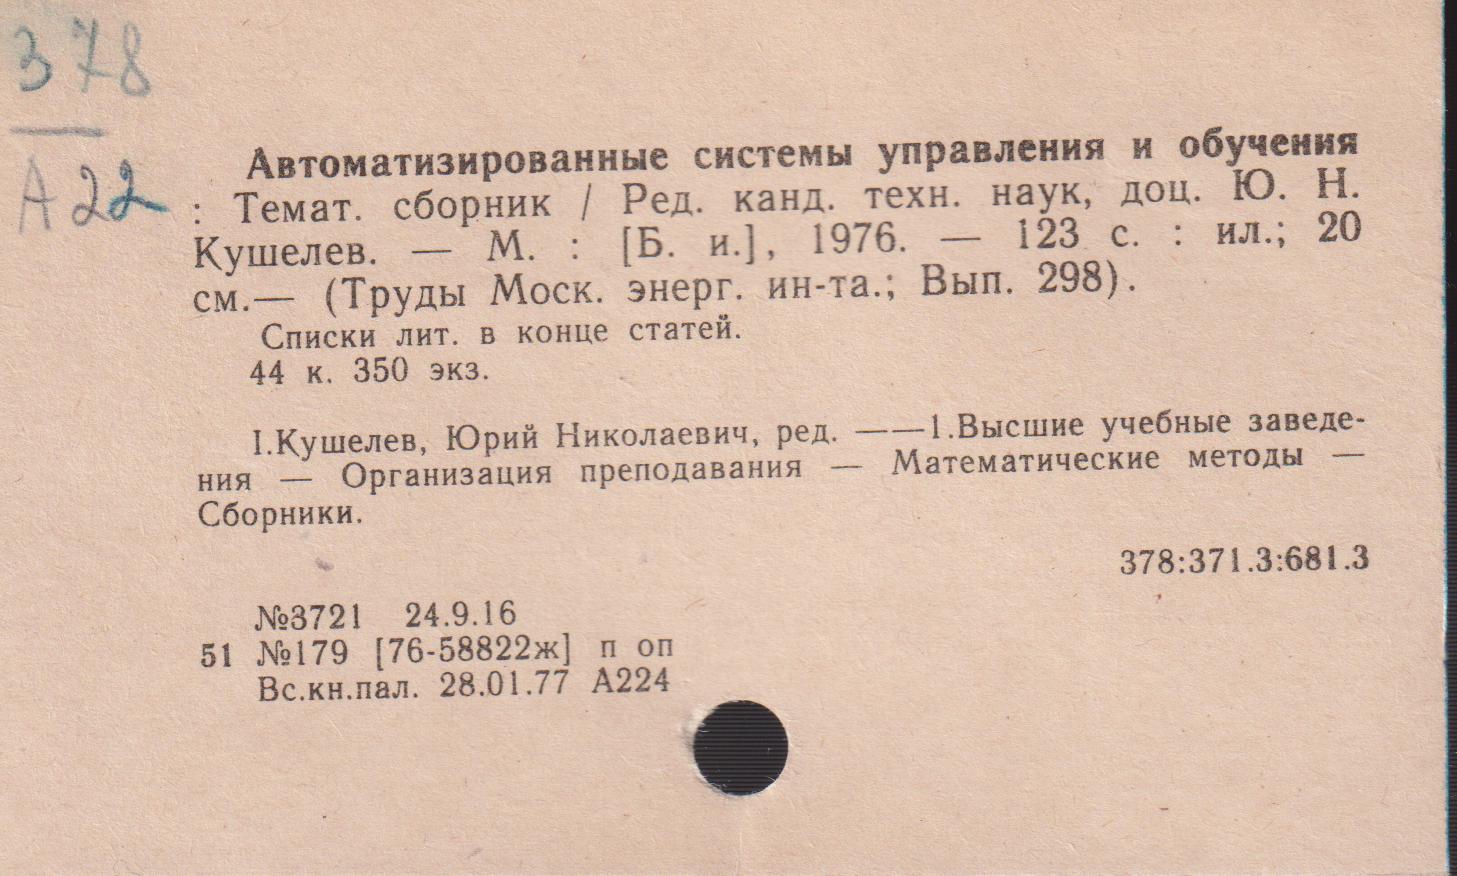 378
А22
Автоматизированные системы управления и обучения
: Темат. сборник / Ред. канд. техн. наук, доц. Ю. Н.
Кушелев. — М. : [Б. и.], 1976. — 123 с. : ил.; 20
см.— (Труды Моск. энерг. ин-та.; Вып. 298).
Списки лит. в конце статей.
44 к. 350 экз.
I.Кушелев, Юрий Николаевич, ред. ——1.Высшие учебные заведе-
ния — Организация преподавания — Математические методы —
Сборники.
378:371.3:681.3
№3721 24.9.16
51 №179 [76-58822ж] п оп
Вс.кн.пал. 28.01.77 А224